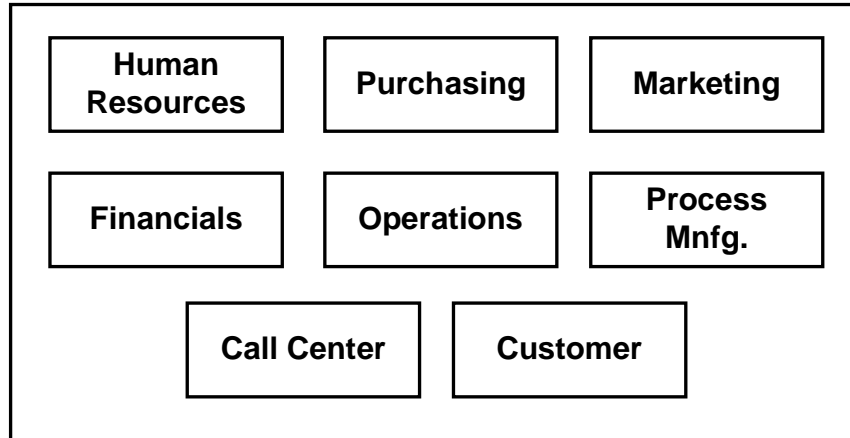 Human
Resources
Purchasing
Marketing
Financials
Operations
Process
Mnfg.
Call Center
Customer